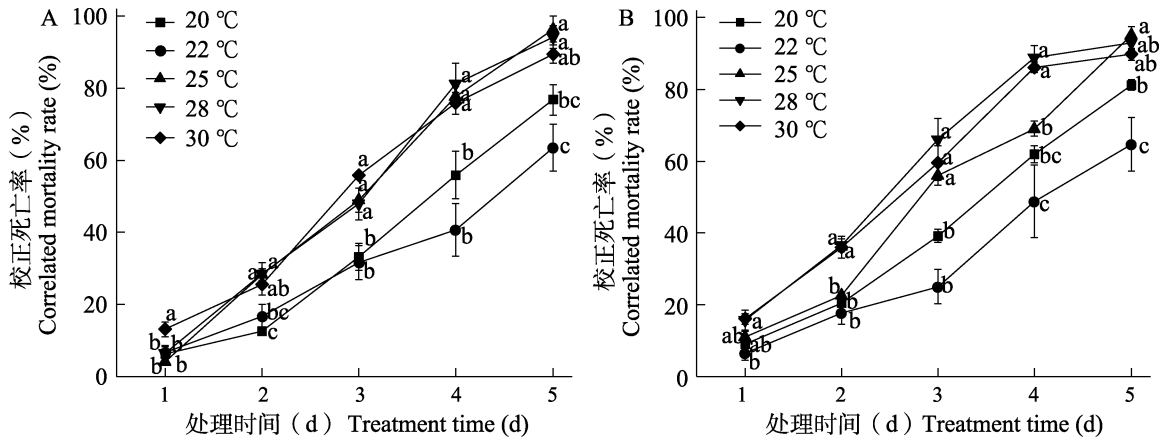 A
100
80
60
40
20
0
校正死亡率（%）
Correlated mortality rate (%)
20 ℃
22 ℃
25 ℃
28 ℃
30 ℃
a
b b
b b
a a
ab
bc
c
a
a
a
b
b
a
a
a
b
b
a
a
ab
bc
c
1 2 3 4 5
处理时间（d）Treatment time (d)
B
100
80
60
40
20
0
校正死亡率（%）
Correlated mortality rate (%)
20 ℃
22 ℃
25 ℃
28 ℃
30 ℃
a
ab
ab
b
a
a
b
b
b
a
a
a
b
b
a
a
b
bc
c
a
ab
ab
b
c
1 2 3 4 5
处理时间（d）Treatment time (d)